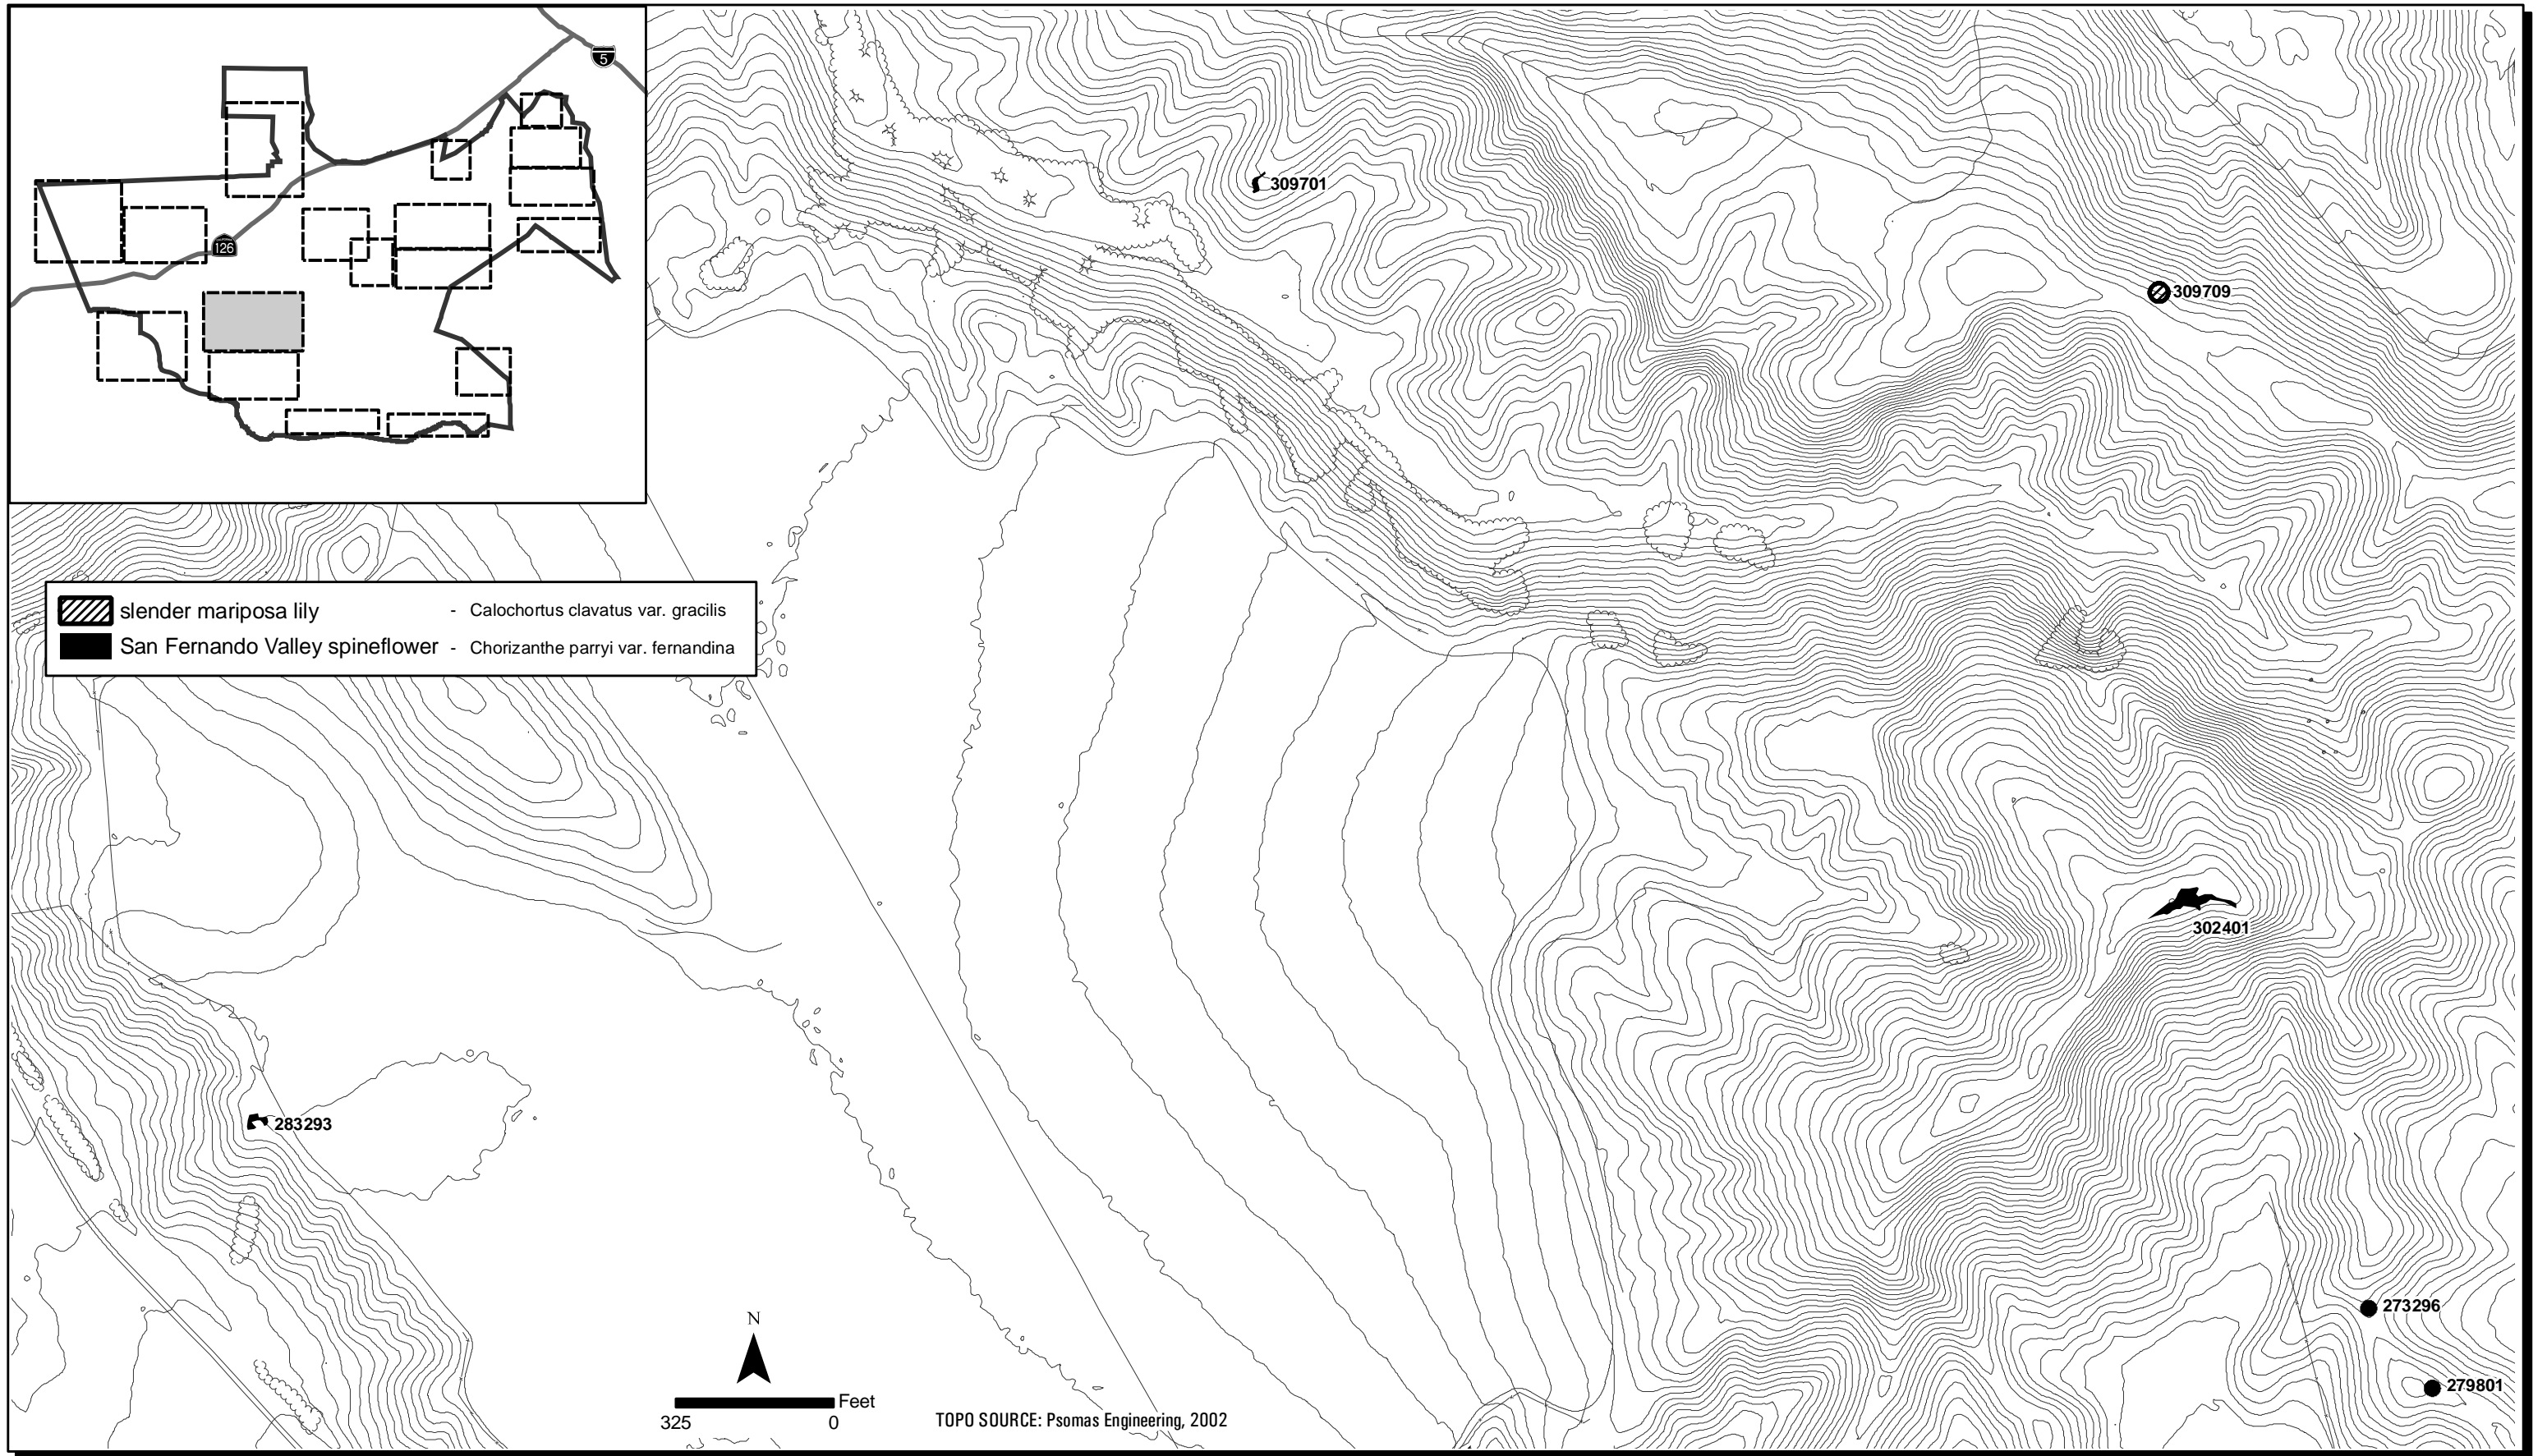 5
126
309701
309709
slender mariposa lily - Calochortus clavatus var. gracilis
San Fernando Valley spineflower - Chorizanthe parryi var. fernandina
302401
283293
273296
279801
N
Feet
325 0
TOPO SOURCE: Psomas Engineering, 2002